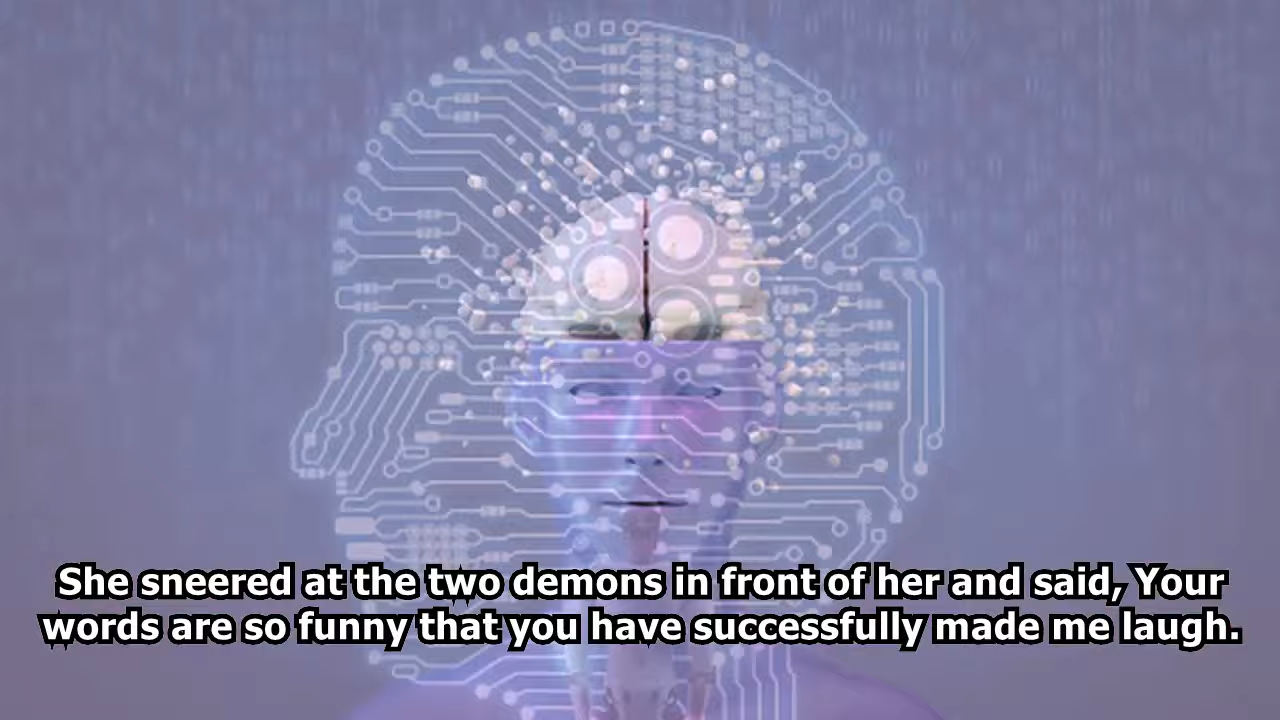 She sneered at the two demons in front of her and said, Your
words are so funny that you have successfully made me laugh.